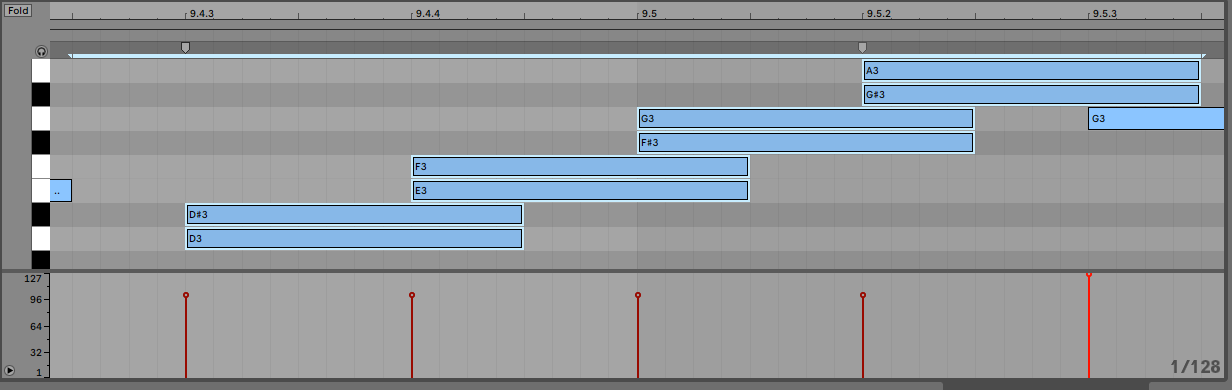 Fold
9.4.3 9.4.4 9.5 9.5.2 9.5.3
A3
G♯3
G3 G3
F♯3
F3
.. E3
D♯3
D3
127
96
64
32
1
1/128